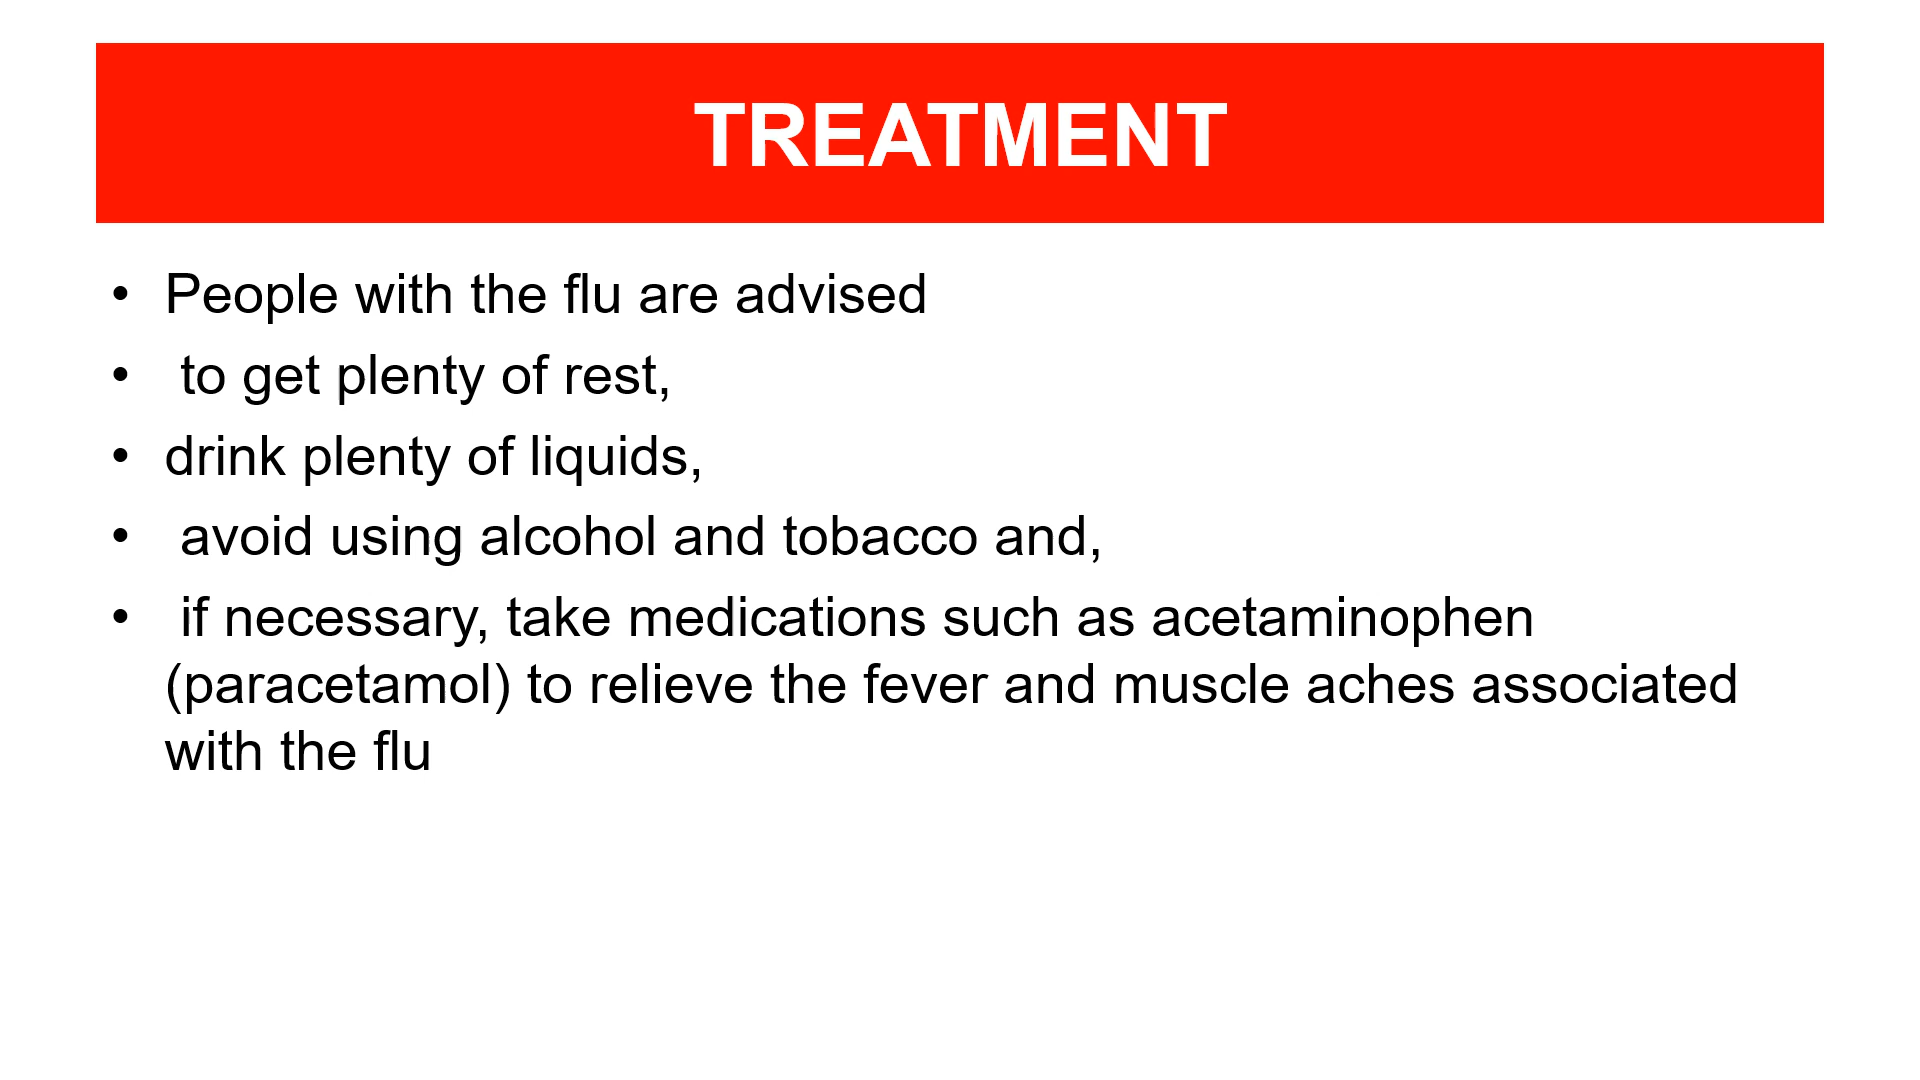 TREATMENT
• People with the flu are advised
• to get plenty of rest,
• drink plenty of liquids,
• avoid using alcohol and tobacco and,
• if necessary, take medications such as acetaminophen
(paracetamol) to relieve the fever and muscle aches associated
with the flu